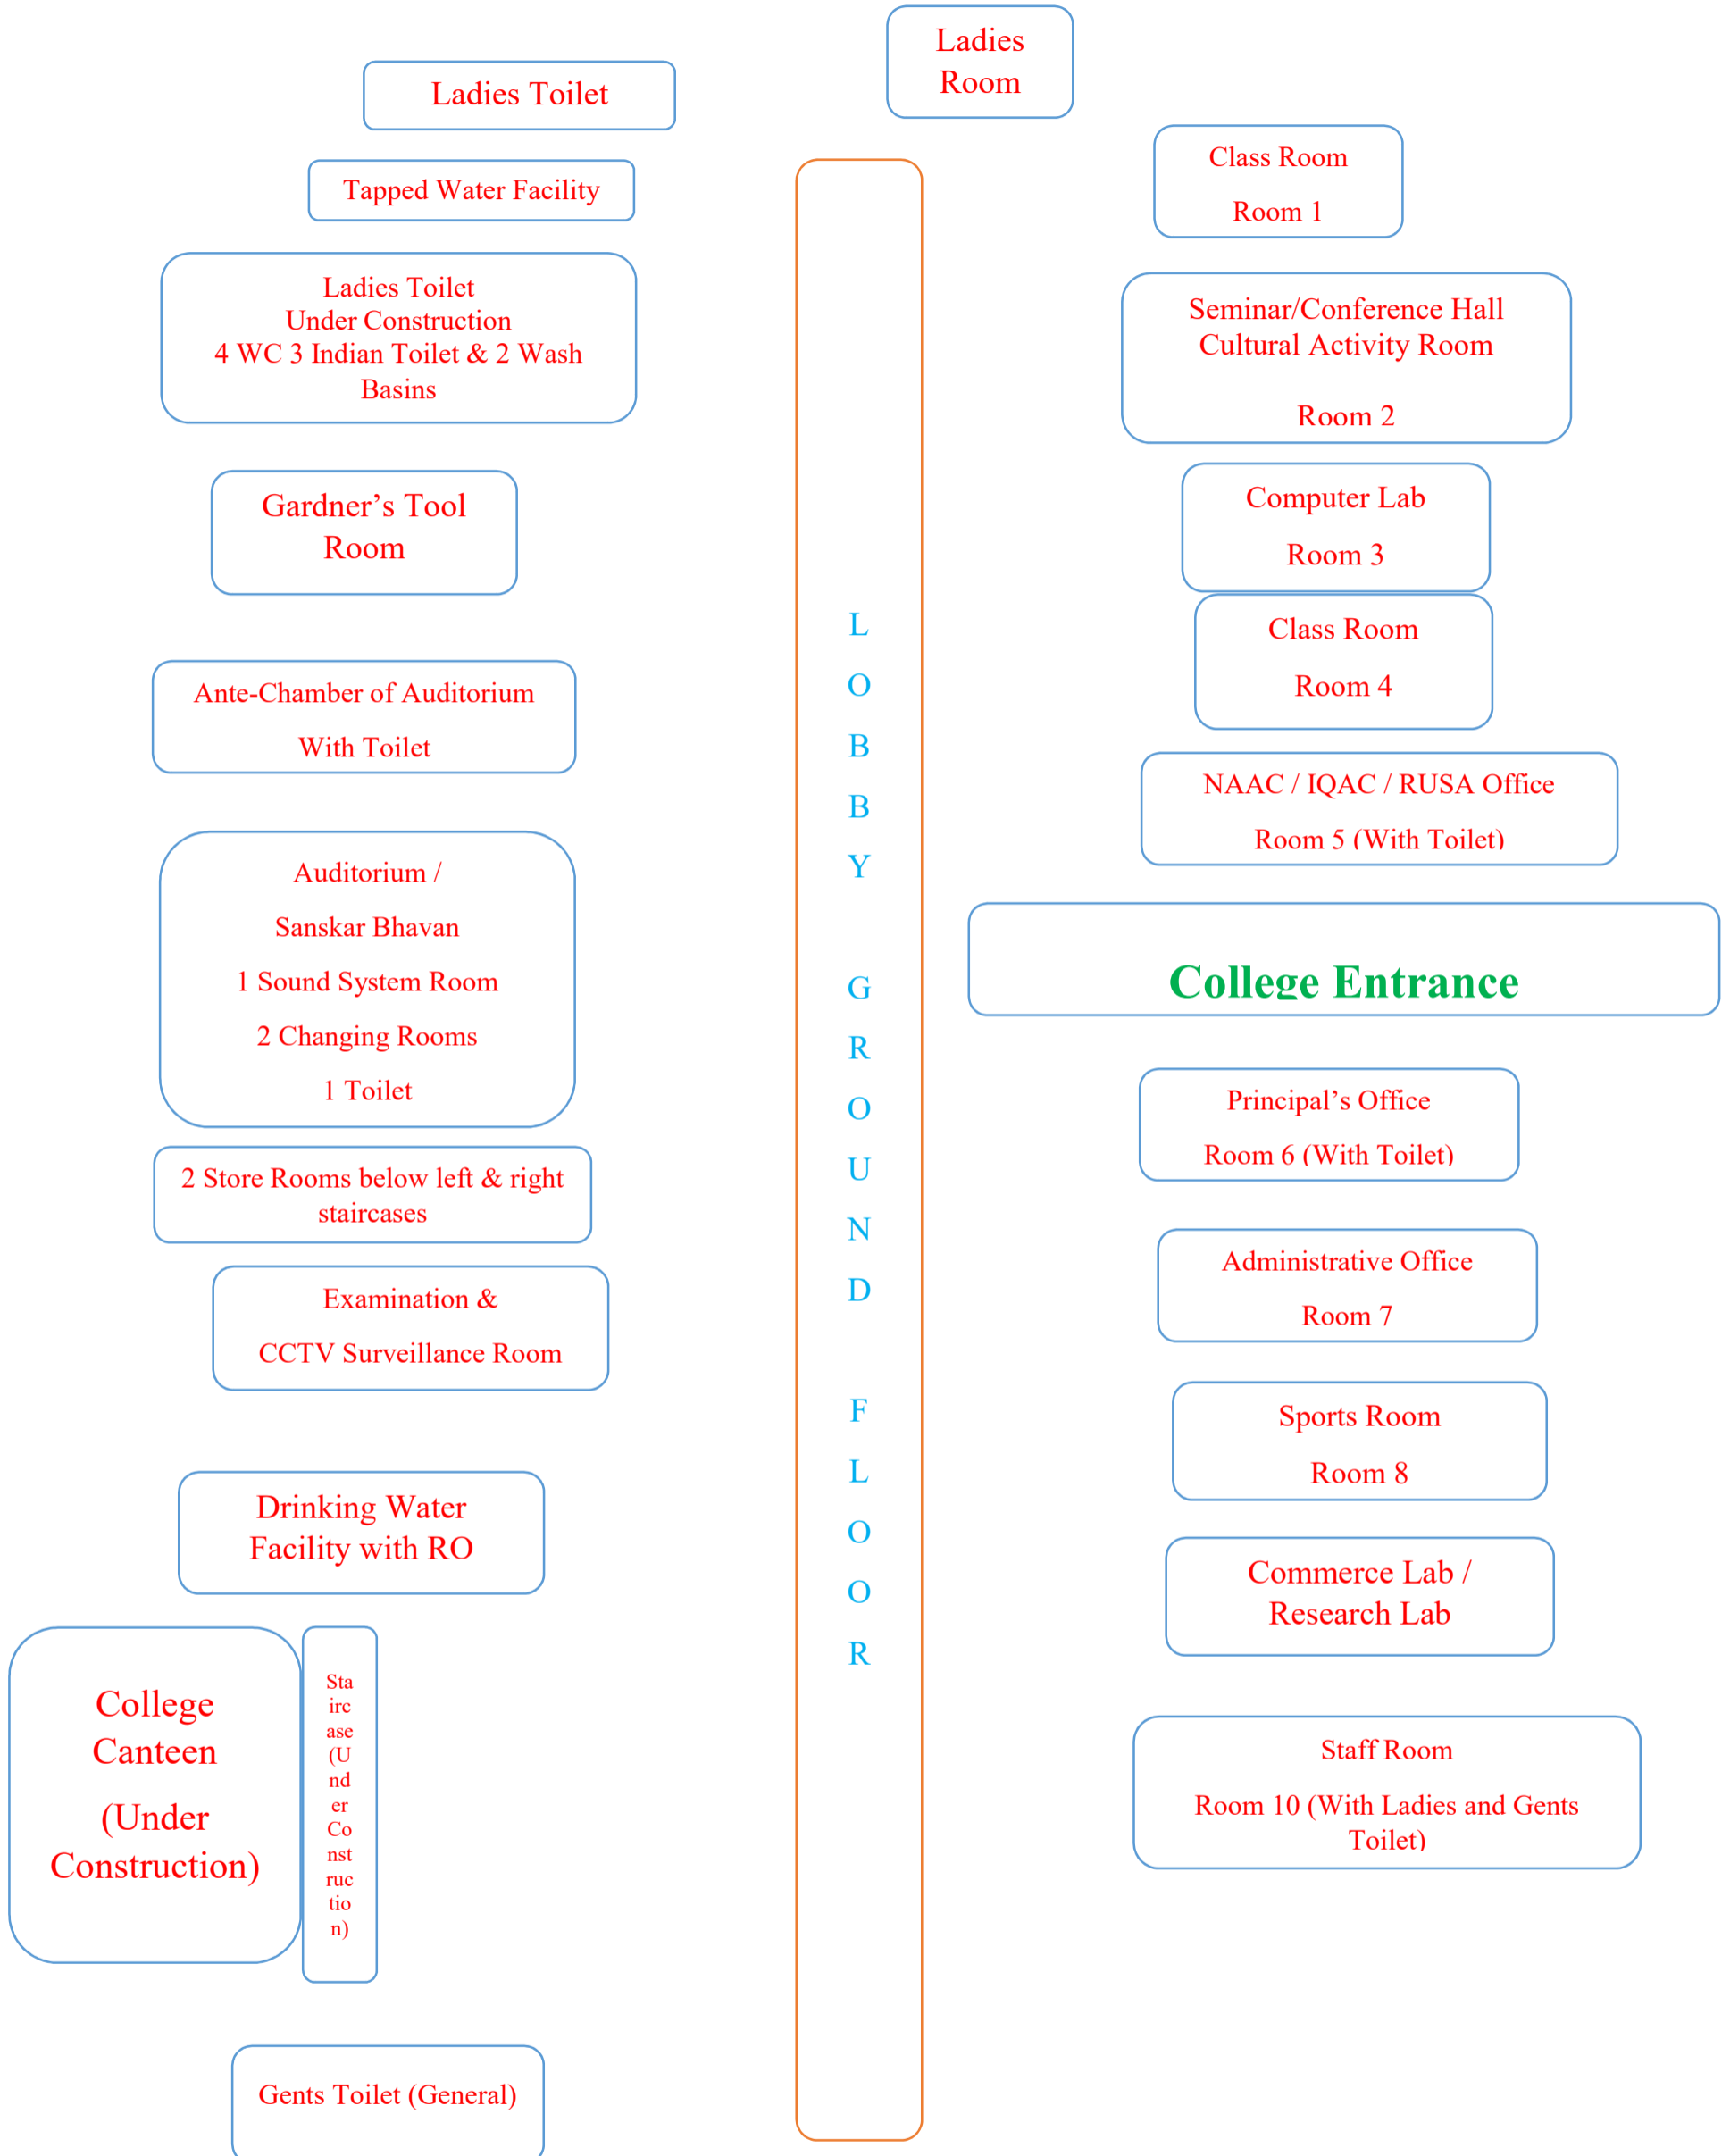 Ladies
Room
Ladies Toilet
Tapped Water Facility
Ladies Toilet
Under Construction
4 WC 3 Indian Toilet & 2 Wash
Basins
Gardner’s Tool
Room
Ante-Chamber of Auditorium
With Toilet
Auditorium /
Sanskar Bhavan
1 Sound System Room
2 Changing Rooms
1 Toilet
2 Store Rooms below left & right
staircases
Examination &
CCTV Surveillance Room
Drinking Water
Facility with RO
College
Canteen
(Under
Construction)
Sta
irc
ase
(U
nd
er
Co
nst
ruc
tio
n)
Gents Toilet (General)
L
O
B
B
Y
G
R
O
U
N
D
F
L
O
O
R
Class Room
Room 1
Seminar/Conference Hall
Cultural Activity Room
Room 2
Computer Lab
Room 3
Class Room
Room 4
NAAC / IQAC / RUSA Office
Room 5 (With Toilet)
College Entrance
Principal’s Office
Room 6 (With Toilet)
Administrative Office
Room 7
Sports Room
Room 8
Commerce Lab /
Research Lab
Staff Room
Room 10 (With Ladies and Gents
Toilet)